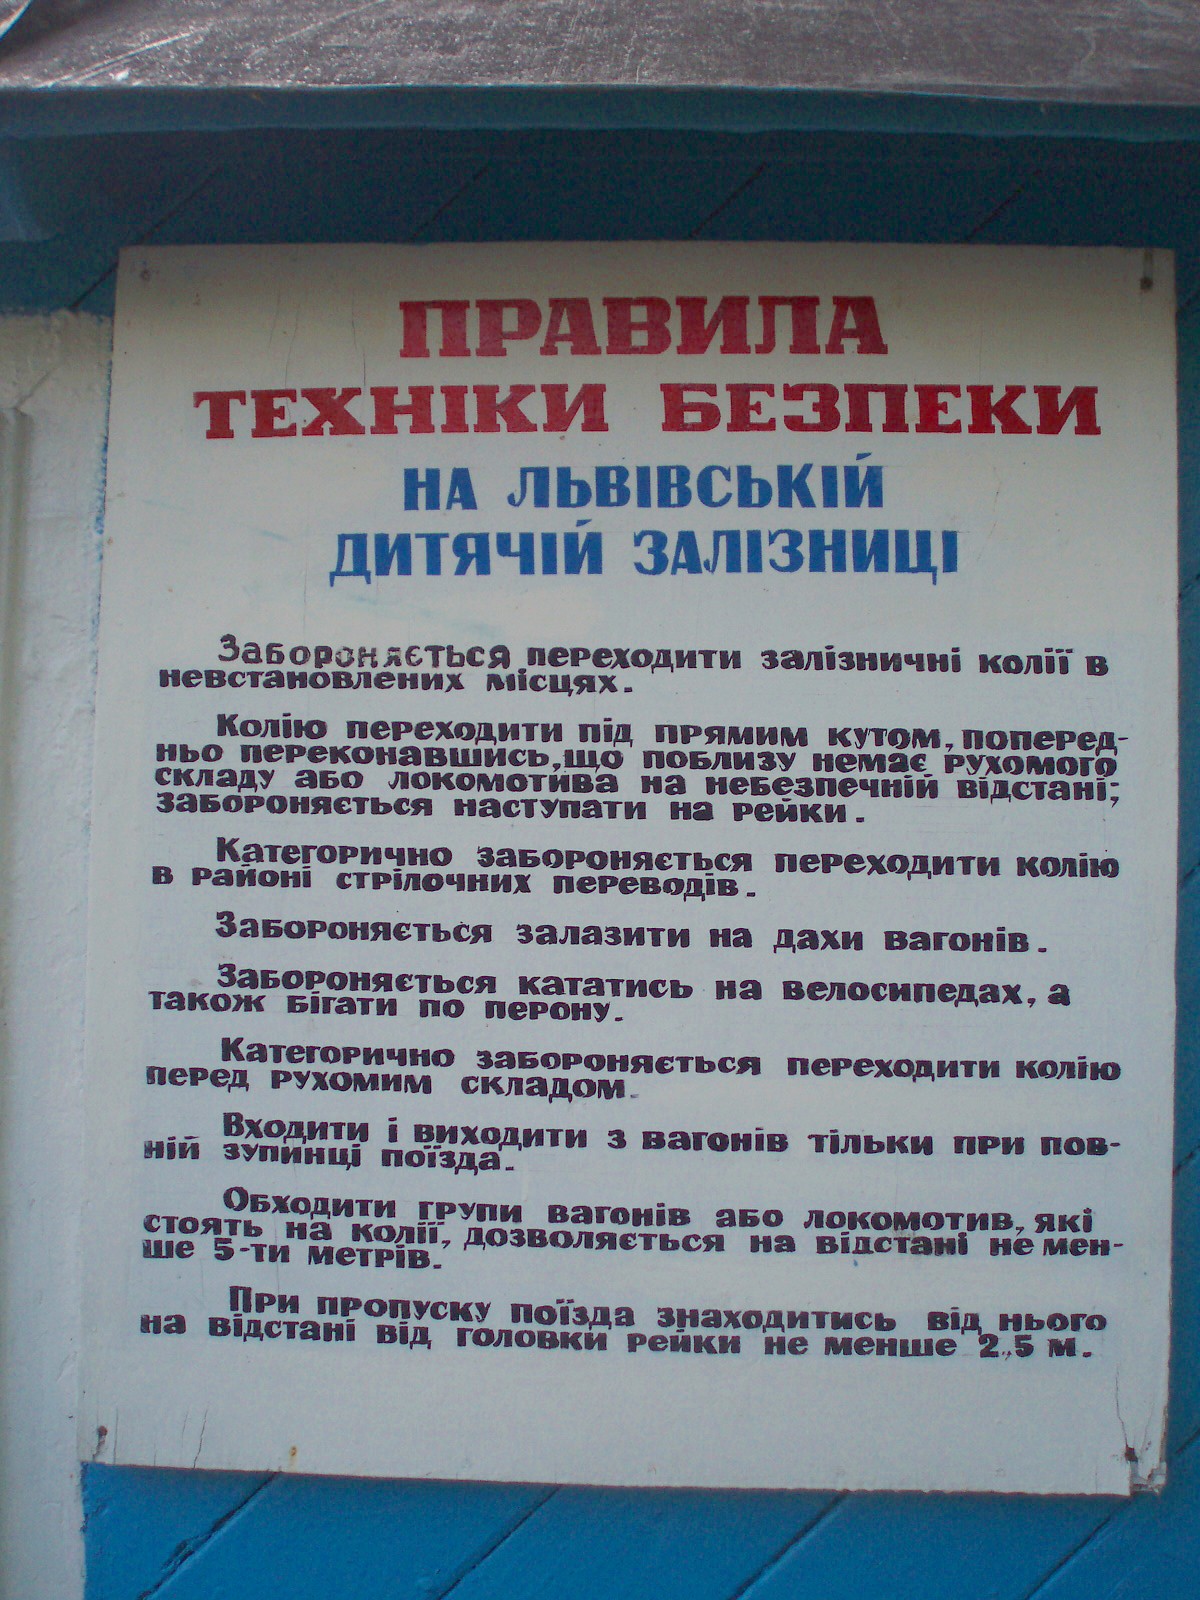 ПРАВИЛА
ТЕХНІКИ БЕЗПЕКИ
НА ЛЬВІВСЬКІЙ
ДИТЯЧІЙ ЗАЛІЗНИЦІ
Забороняється переходити залізничні колії в
невстановлених місцях.
Колію переходити під прямим кутом, поперед-
ньо переконавшись, що поблизу немає рухомого
складу або локомотива на небезпечній відстані;
забороняється наступати на рейки.
Категорично забороняється переходити колію
в районі стрілочних переводів.
Забороняється залазити на дахи вагонів.
Забороняється кататись на велосипедах, а
також бігати по перону.
Категорично забороняється переходити колію
перед рухомим складом.
Входити і виходити з вагонів тільки при пов-
ній зупинці поїзда.
Обходити групи вагонів або локомотив, які
стоять на колії, дозволяється на відстані не мен-
ше 5-ти метрів.
При пропуску поїзда знаходитись від нього
на відстані від головки рейки не менше 2,5 м.